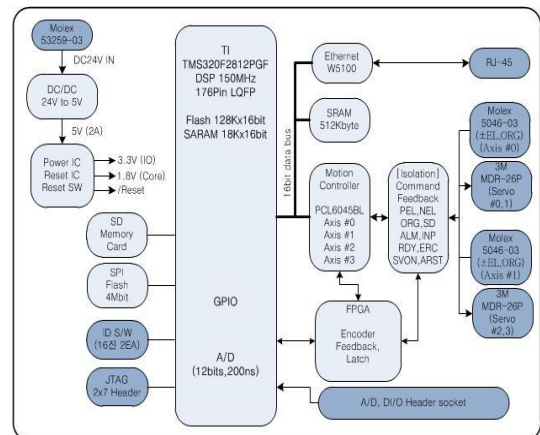 Molex
53259-03
DC24V IN
DC/DC
24V to 5V
5V (2A)
Power IC
Reset IC
Reset SW
3.3V (IO)
1.8V (Core)
/Reset
SD
Memory
Card
SPI
Flash
4Mbit
ID S/W
(16진 2EA)
JTAG
2x7 Header
TI
TMS320F2812PGF
DSP 150MHz
176Pin LQFP
Flash 128Kx16bit
SARAM 18Kx16bit
GPIO
A/D
(12bits,200ns)
16bit data bus
Ethernet
W5100
SRAM
512Kbyte
Motion
Controller
PCL6045BL
Axis #0
Axis #1
Axis #2
Axis #3
[Isolation]
Command
Feedback
PEL,NEL
ORG,SD
ALM,INP
RDY,ERC
SVON,ARST
FPGA
Encoder
Feedback,
Latch
RJ-45
Molex
5046-03
(±EL,ORG)
(Axis #0)
3M
MDR-26P
(Servo
#0,1)
Molex
5046-03
(±EL,ORG)
(Axis #1)
3M
MDR-26P
(Servo
#2,3)
A/D, DI/O Header socket